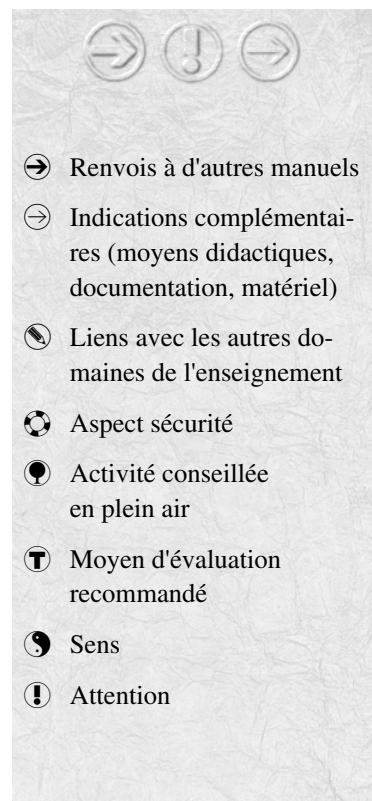 Renvois à d'autres manuels
Indications complémentai-
res (moyens didactiques,
documentation, matériel)
Liens avec les autres do-
maines de l'enseignement
Aspect sécurité
Activité conseillée
en plein air
T Moyen d'évaluation
recommandé
Sens
! Attention